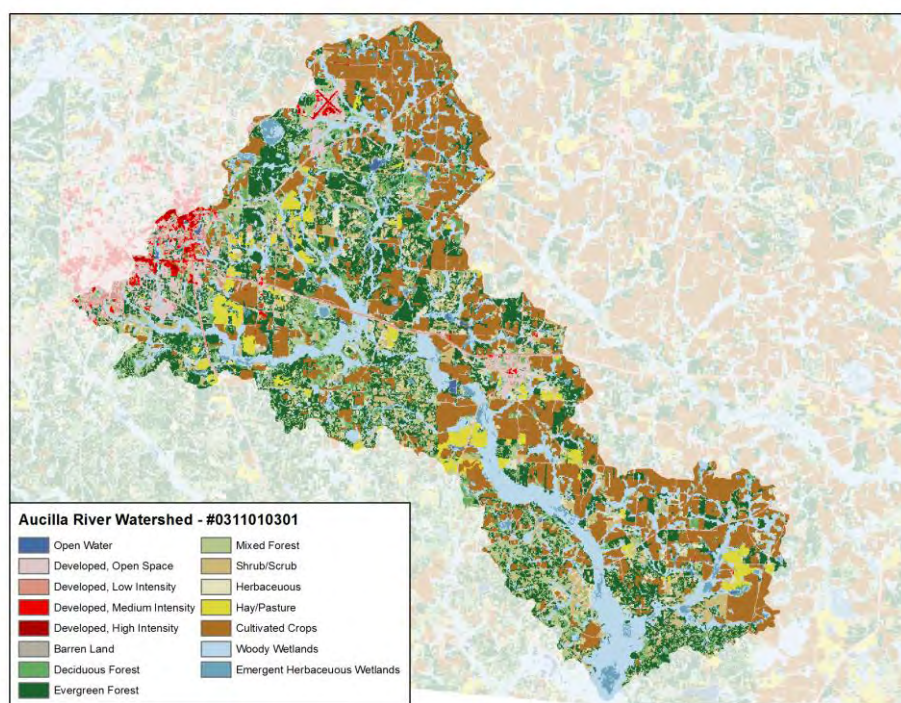 Aucilla River Watershed - #0311010301
Open Water
Developed, Open Space
Developed, Low Intensity
Developed, Medium Intensity
Developed, High Intensity
Barren Land
Deciduous Forest
Evergreen Forest
Mixed Forest
Shrub/Scrub
Herbaceuous
Hay/Pasture
Cultivated Crops
Woody Wetlands
Emergent Herbaceuous Wetlands